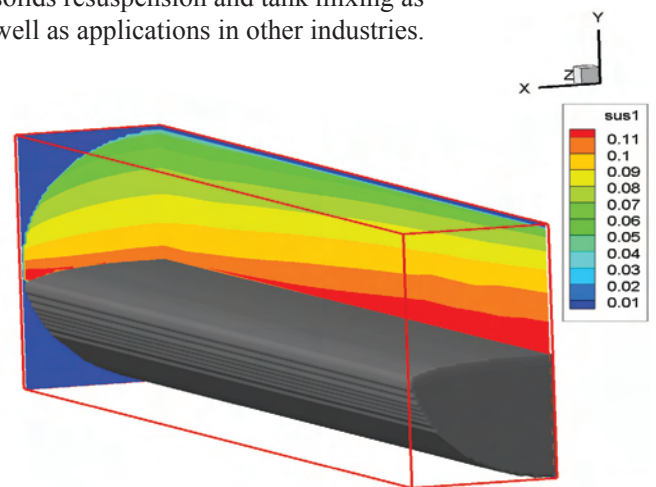 solids resuspension and tank mixing as
well as applications in other industries.
Y
X
Z
sus1
0.11
0.1
0.09
0.08
0.07
0.06
0.05
0.04
0.03
0.02
0.01